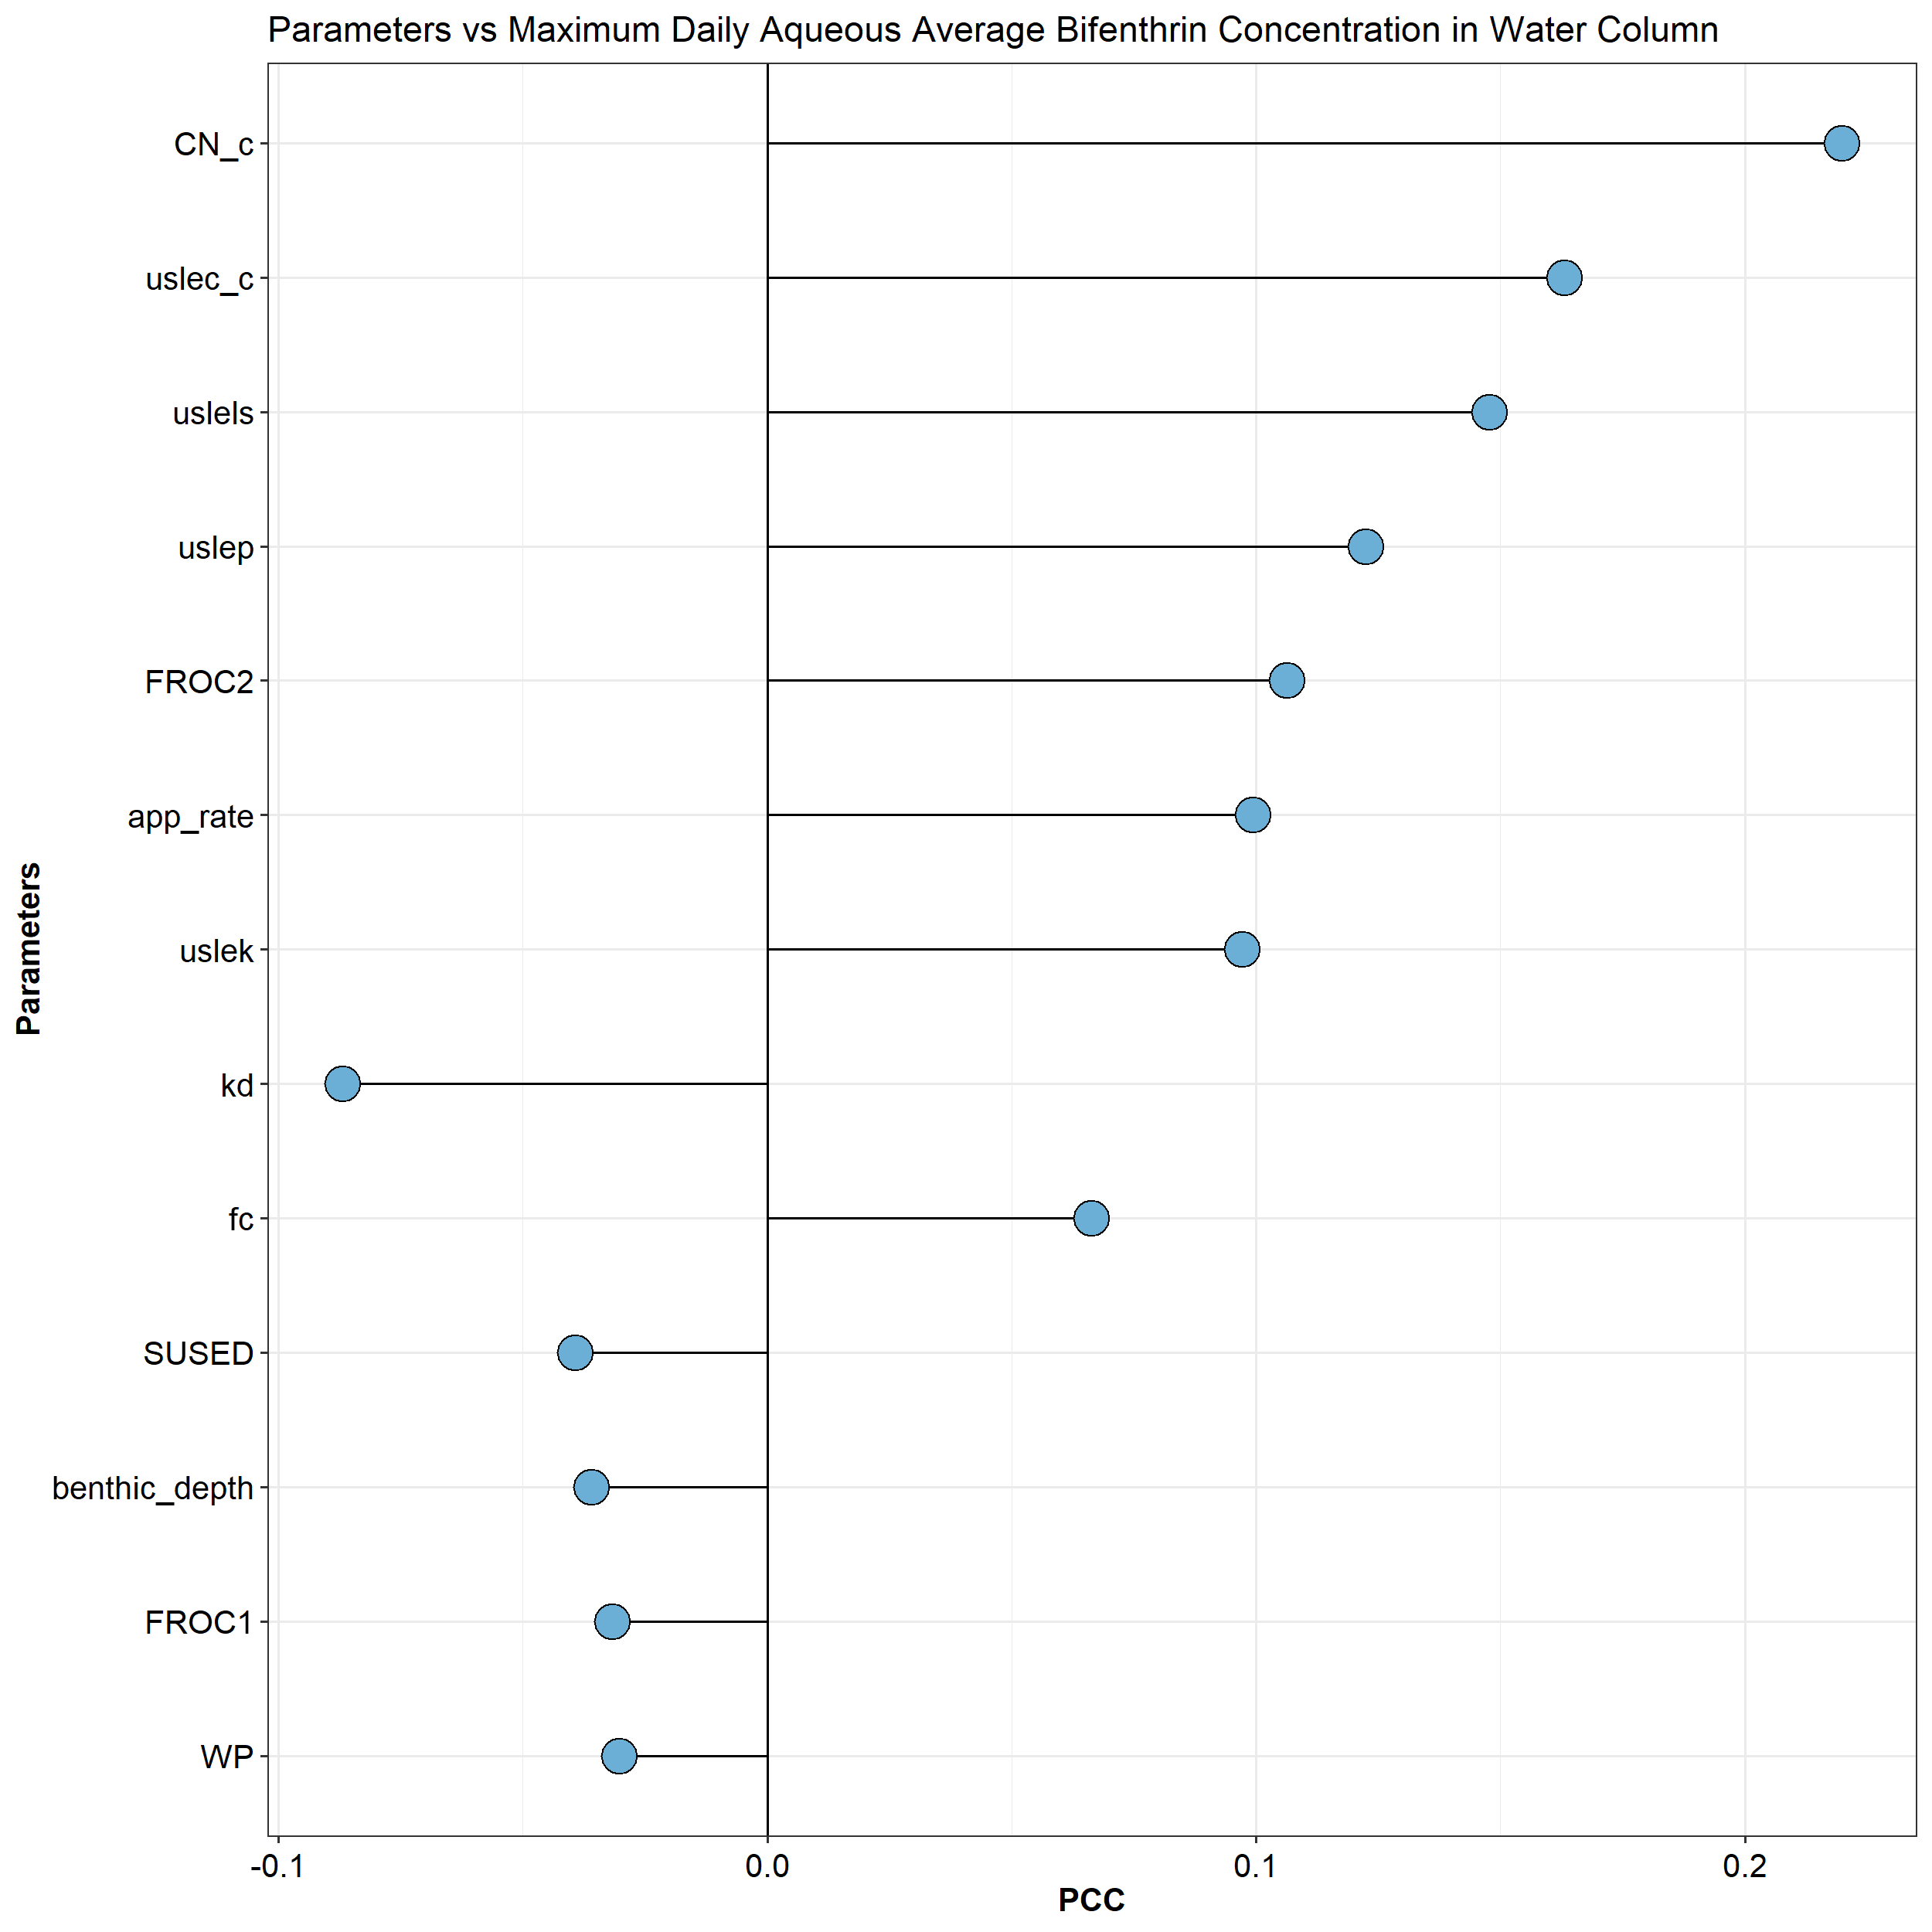 Parameters vs Maximum Daily Aqueous Average Bifenthrin Concentration in Water Column
Parameters
CN_c
uslec_c
uslels
uslep
FROC2
app_rate
uslek
kd
fc
SUSED
benthic_depth
FROC1
WP
-0.1 0.0 0.1 0.2
PCC